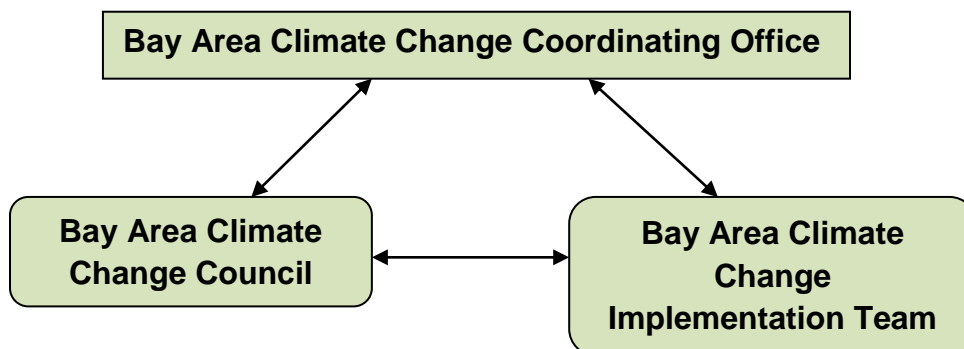 Bay Area Climate Change Coordinating Office
Bay Area Climate
Change Council
Bay Area Climate
Change
Implementation Team